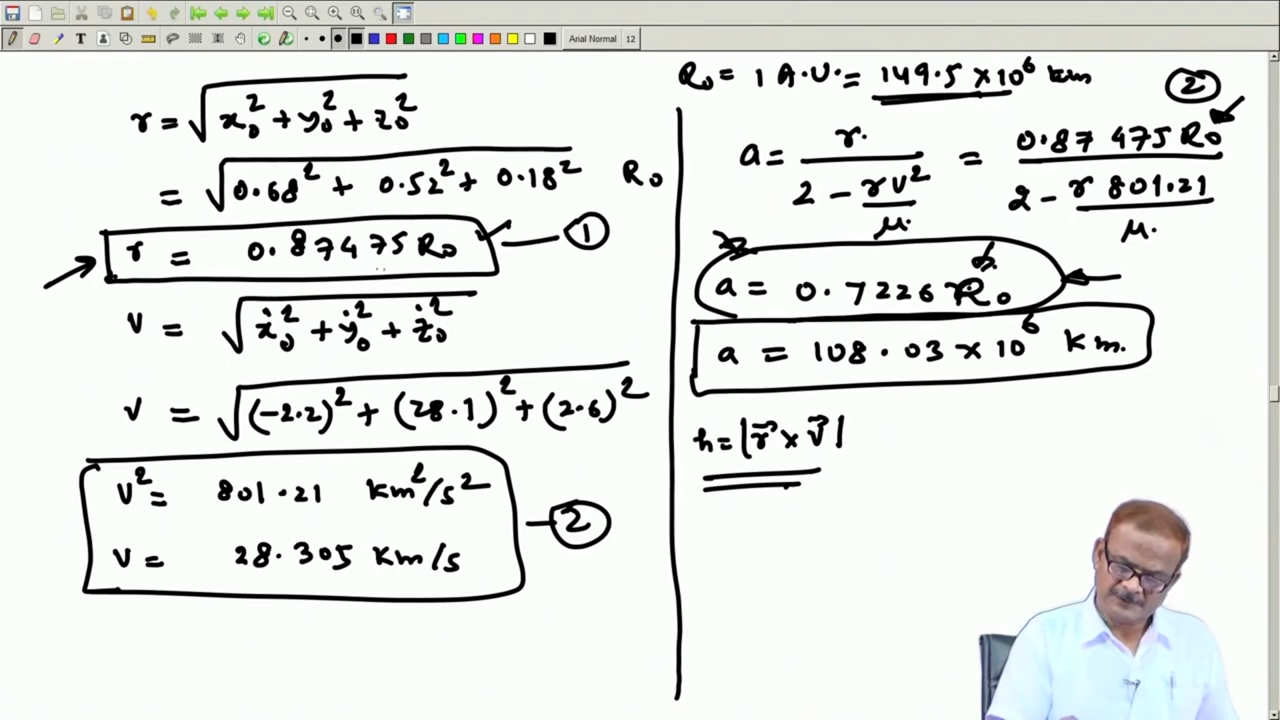 Arial Normal 12
r = √(x₀² + y₀² + z₀²)
= √(0.68² + 0.52² + 0.18²) R₀
r = 0.87475 R₀ — ①
v = √(ẋ₀² + ẏ₀² + ż₀²)
v = √((-2.2)² + (28.1)² + (2.6)²)
v² = 801.21 km²/s²
v = 28.305 km/s — ②
R₀ = 1 A.U. = 149.5 × 10⁶ km ②
a = r / (2 - rv²/μ) = 0.87475 R₀ / (2 - r 801.21/μ)
a = 0.7226 R₀
a = 108.03 × 10⁶ km.
h = |r⃗ × v⃗|